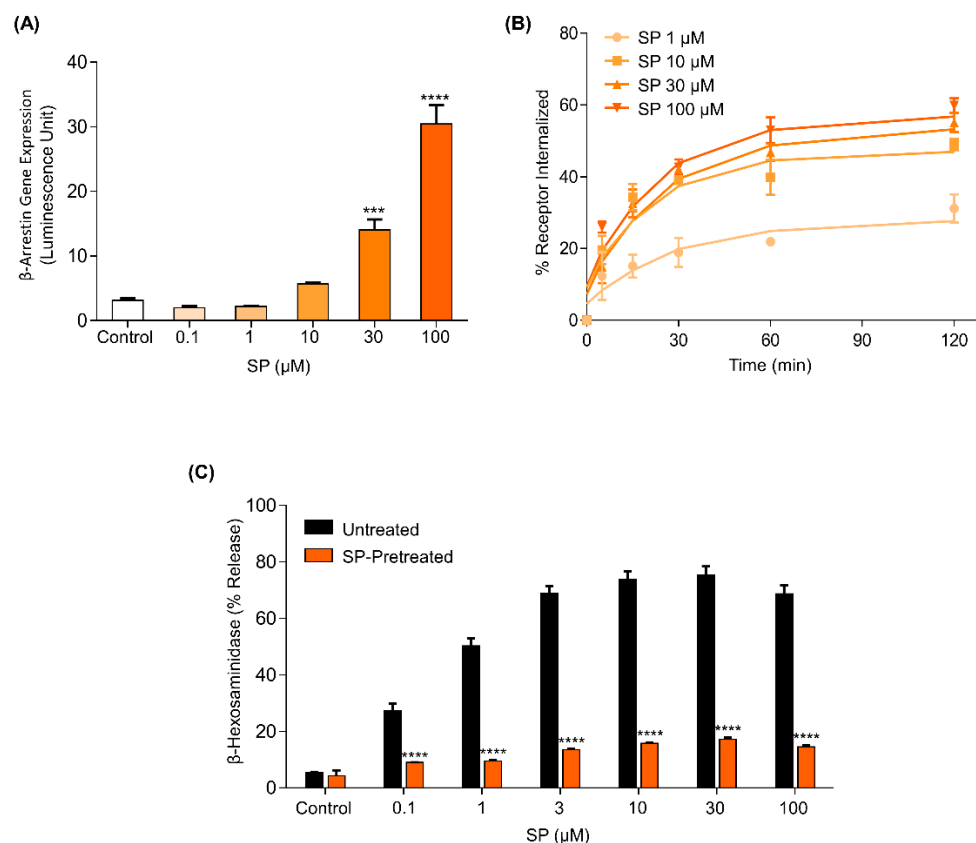 (A)
β-Arrestin Gene Expression
(Luminescence Unit)
40
30
20
10
0
****
***
Control 0.1 1 10 30 100
SP (µM)
(B)
SP 1 µM
SP 10 µM
SP 30 µM
SP 100 µM
% Receptor Internalized
80
60
40
20
0
0 30 60 90 120
Time (min)
(C)
β-Hexosaminidase (% Release)
100
80
60
40
20
0
Untreated
SP-Pretreated
**** **** **** **** **** ****
Control 0.1 1 3 10 30 100
SP (µM)